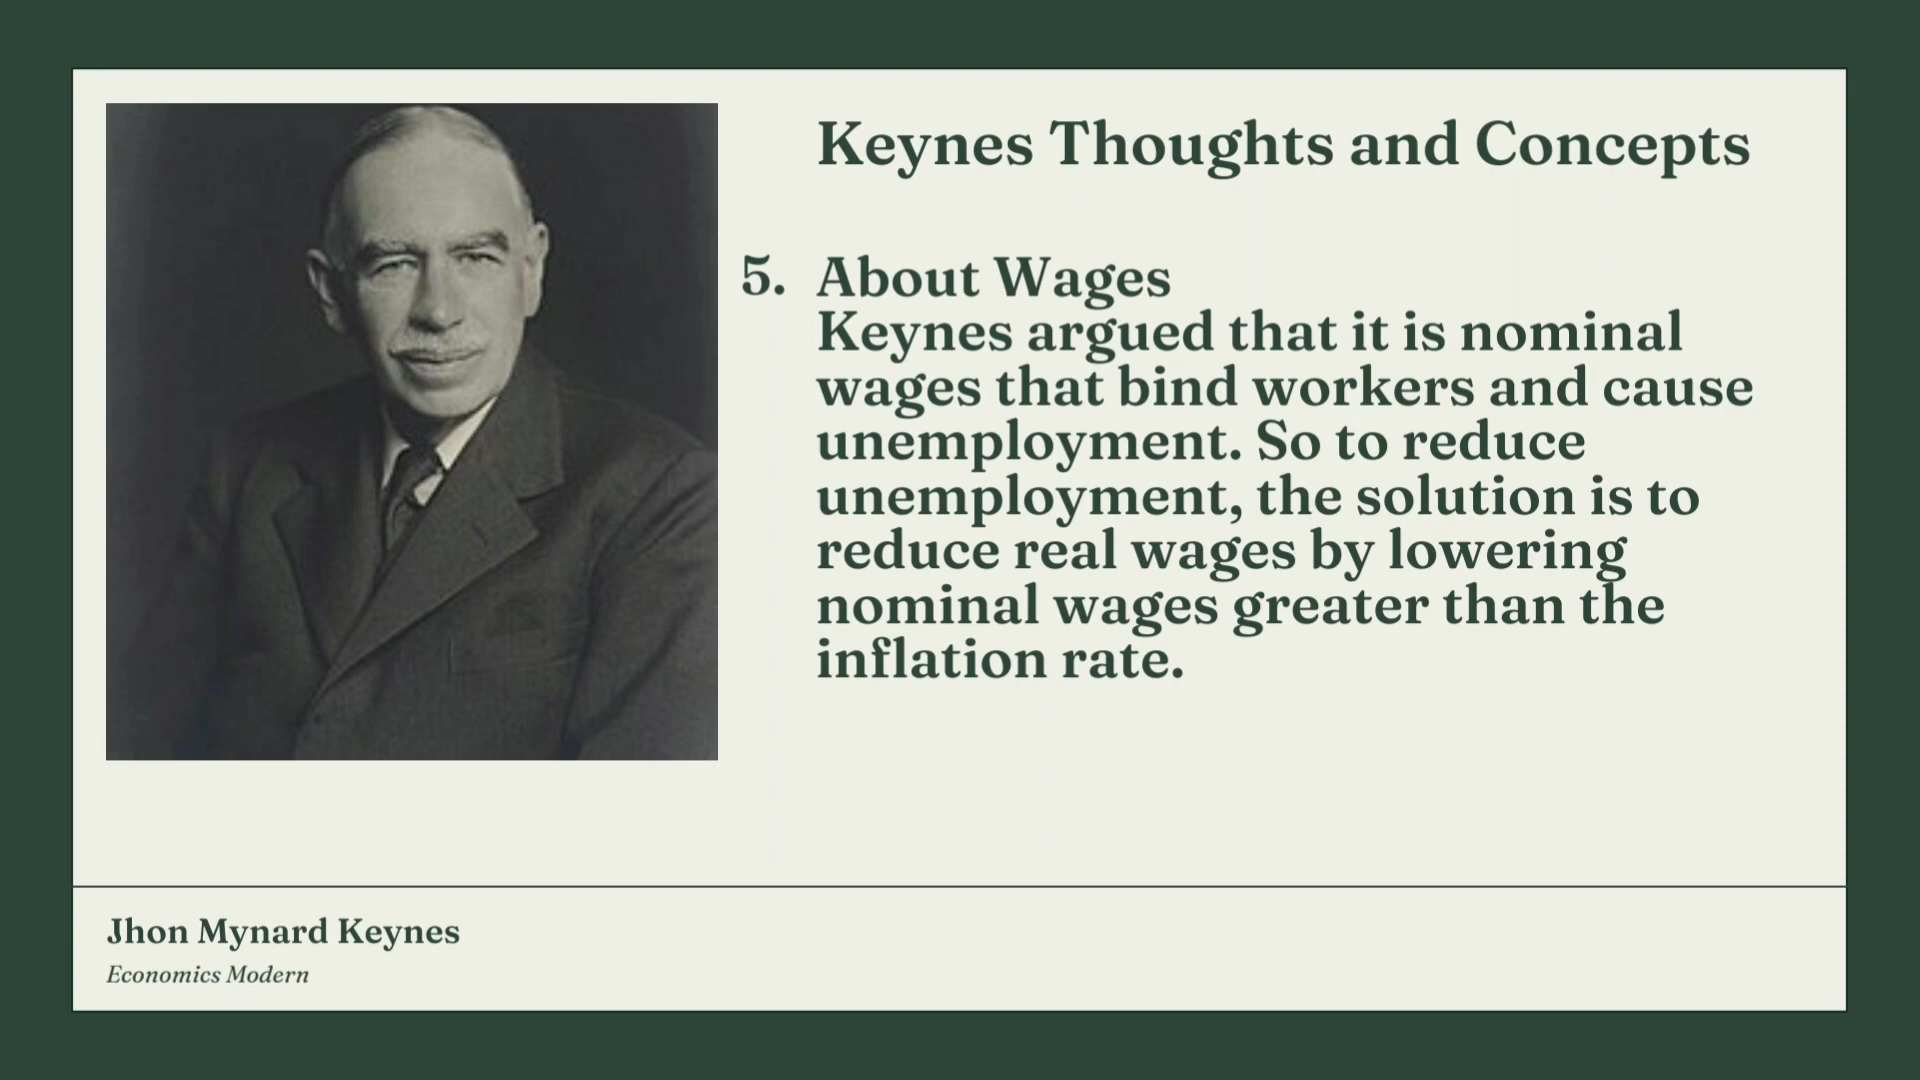 Keynes Thoughts and Concepts
5. About Wages
Keynes argued that it is nominal
wages that bind workers and cause
unemployment. So to reduce
unemployment, the solution is to
reduce real wages by lowering
nominal wages greater than the
inflation rate.
Jhon Mynard Keynes
Economics Modern